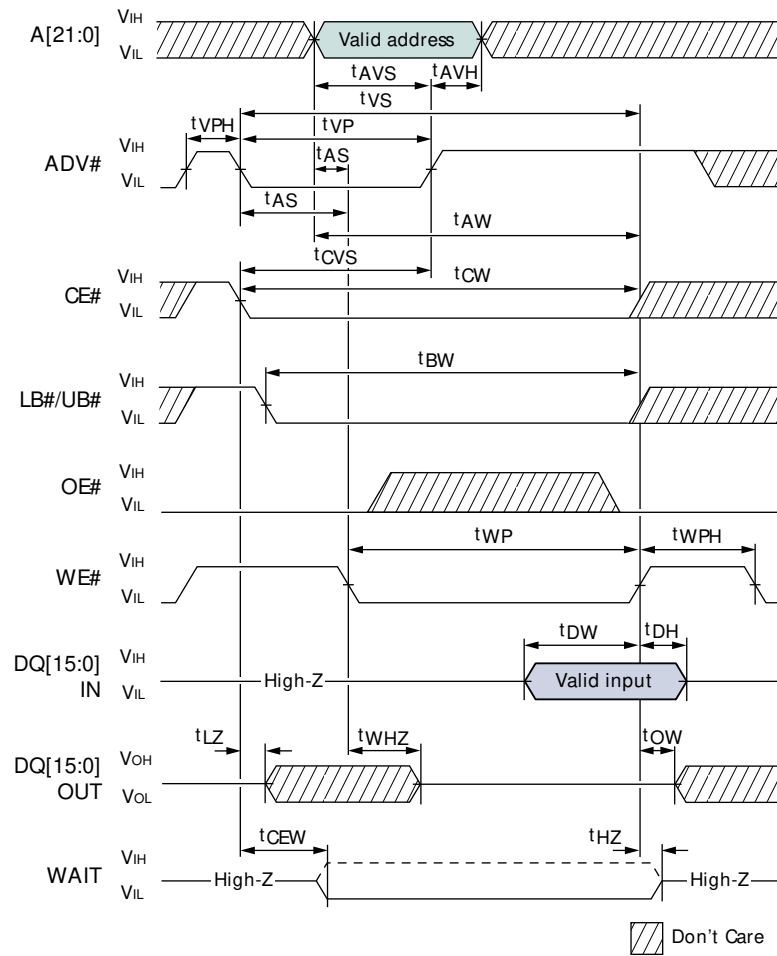 A[21:0]
VIH
VIL
Valid address
tAVS
tAVH
tVS
tVPH
tVP
ADV#
VIH
VIL
tAS
tAS
tAW
tCVS
tCW
CE#
VIH
VIL
tBW
LB#/UB#
VIH
VIL
OE#
VIH
VIL
tWP
tWPH
WE#
VIH
VIL
tDW
tDH
DQ[15:0]
IN
VIH
VIL
High-Z
Valid input
tLZ
tWHZ
tOW
DQ[15:0]
OUT
VOH
VOL
tCEW
tHZ
WAIT
VIH
VIL
High-Z
High-Z
Don't Care